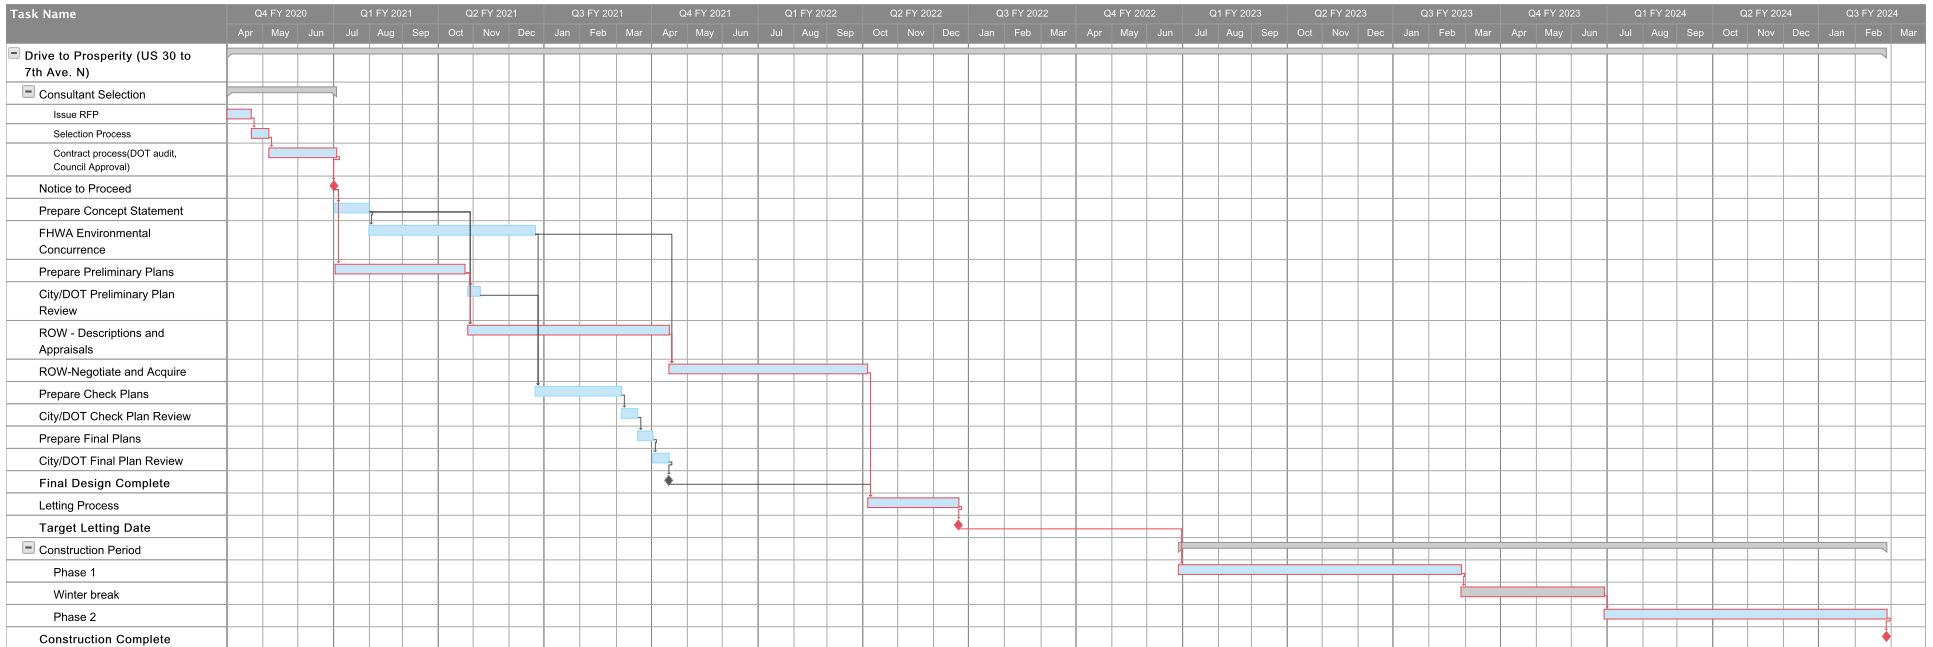 Task Name
Q4 FY 2020 Q1 FY 2021 Q2 FY 2021 Q3 FY 2021 Q4 FY 2021 Q1 FY 2022 Q2 FY 2022 Q3 FY 2022 Q4 FY 2022 Q1 FY 2023 Q2 FY 2023 Q3 FY 2023 Q4 FY 2023 Q1 FY 2024 Q2 FY 2024 Q3 FY 2024
Apr May Jun Jul Aug Sep Oct Nov Dec Jan Feb Mar Apr May Jun Jul Aug Sep Oct Nov Dec Jan Feb Mar Apr May Jun Jul Aug Sep Oct Nov Dec Jan Feb Mar Apr May Jun Jul Aug Sep Oct Nov Dec Jan Feb Mar
Drive to Prosperity (US 30 to
7th Ave. N)
Consultant Selection
Issue RFP
Selection Process
Contract process(DOT audit,
Council Approval)
Notice to Proceed
Prepare Concept Statement
FHWA Environmental
Concurrence
Prepare Preliminary Plans
City/DOT Preliminary Plan
Review
ROW - Descriptions and
Appraisals
ROW-Negotiate and Acquire
Prepare Check Plans
City/DOT Check Plan Review
Prepare Final Plans
City/DOT Final Plan Review
Final Design Complete
Letting Process
Target Letting Date
Construction Period
Phase 1
Winter break
Phase 2
Construction Complete